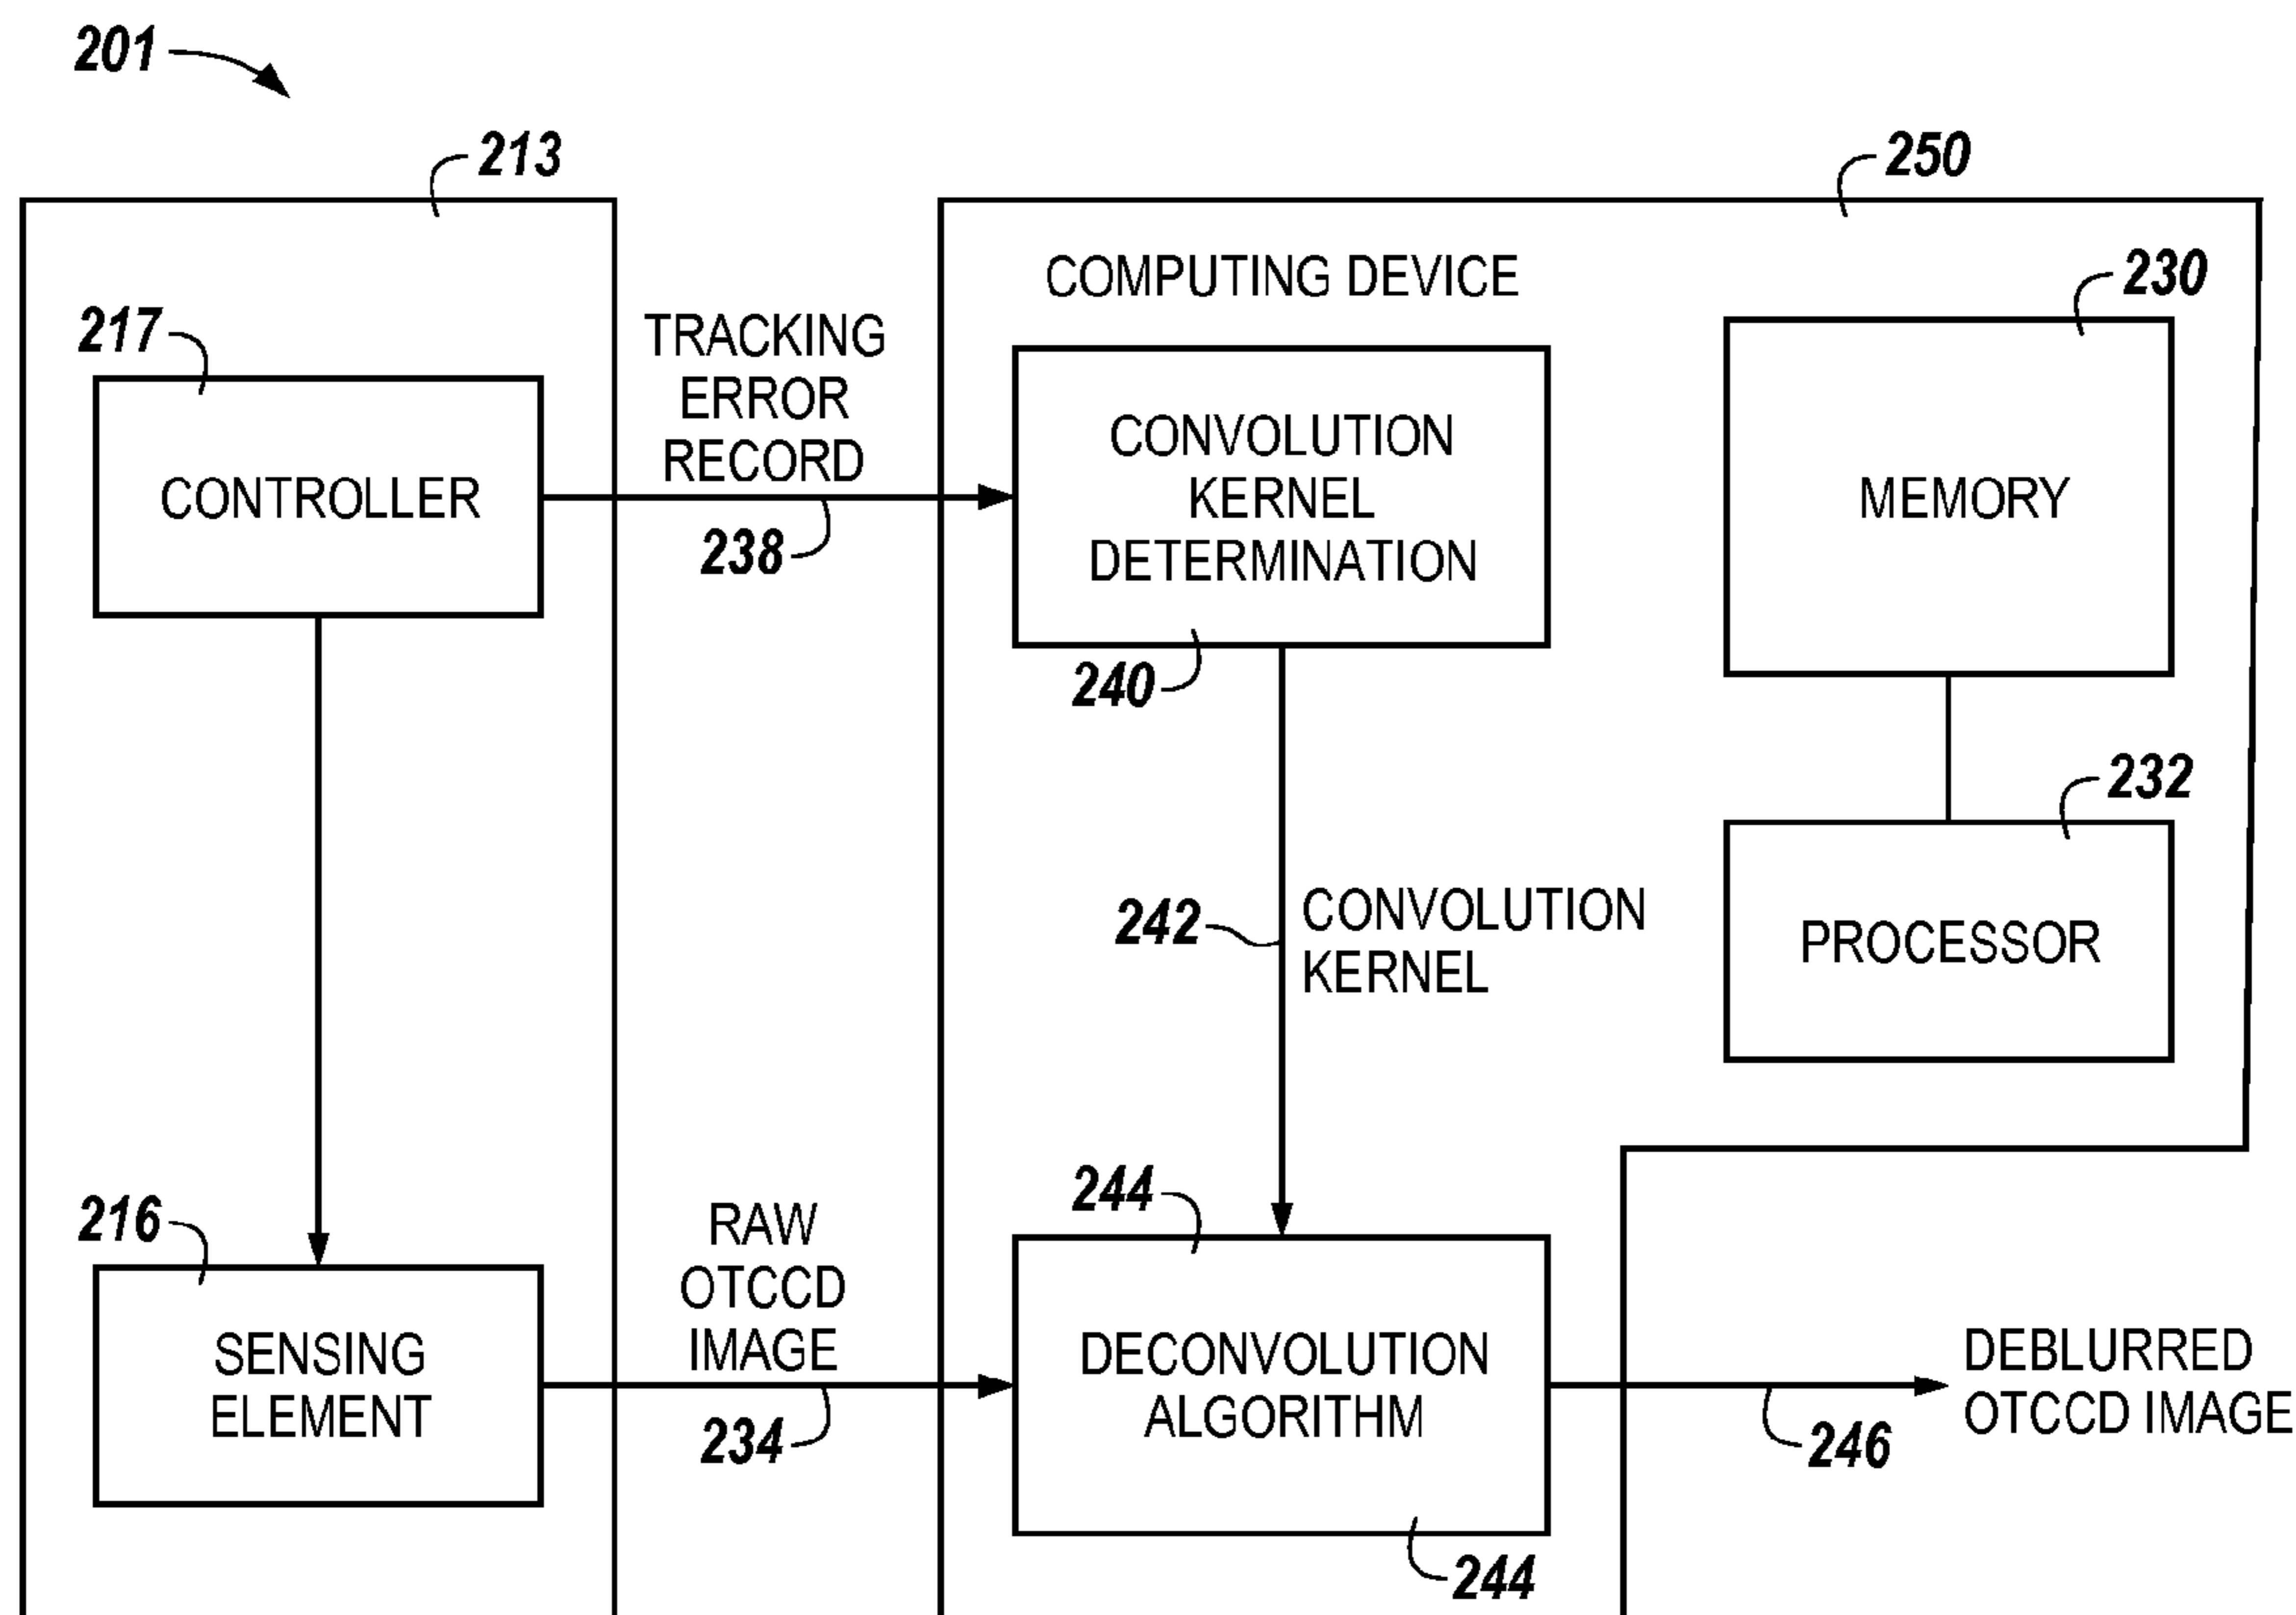 201
213
250
COMPUTING DEVICE
230
217
TRACKING
ERROR
RECORD
CONTROLLER
238
CONVOLUTION
KERNEL
DETERMINATION
240
MEMORY
232
242
CONVOLUTION
KERNEL
PROCESSOR
216
RAW
OTCCD
IMAGE
244
SENSING
ELEMENT
234
DECONVOLUTION
ALGORITHM
244
DEBLURRED
OTCCD IMAGE
246